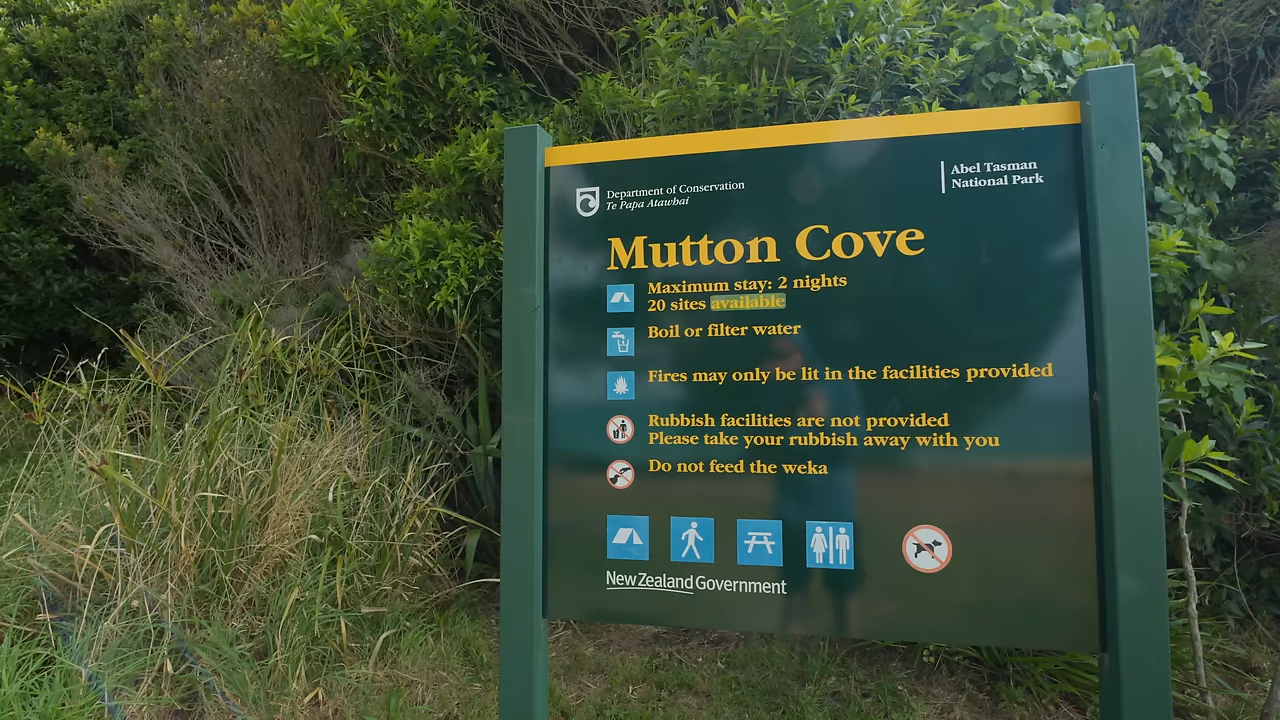 Department of Conservation
Te Papa Atawhai
Abel Tasman
National Park
Mutton Cove
Maximum stay: 2 nights
20 sites available
Boil or filter water
Fires may only be lit in the facilities provided
Rubbish facilities are not provided
Please take your rubbish away with you
Do not feed the weka
New Zealand Government